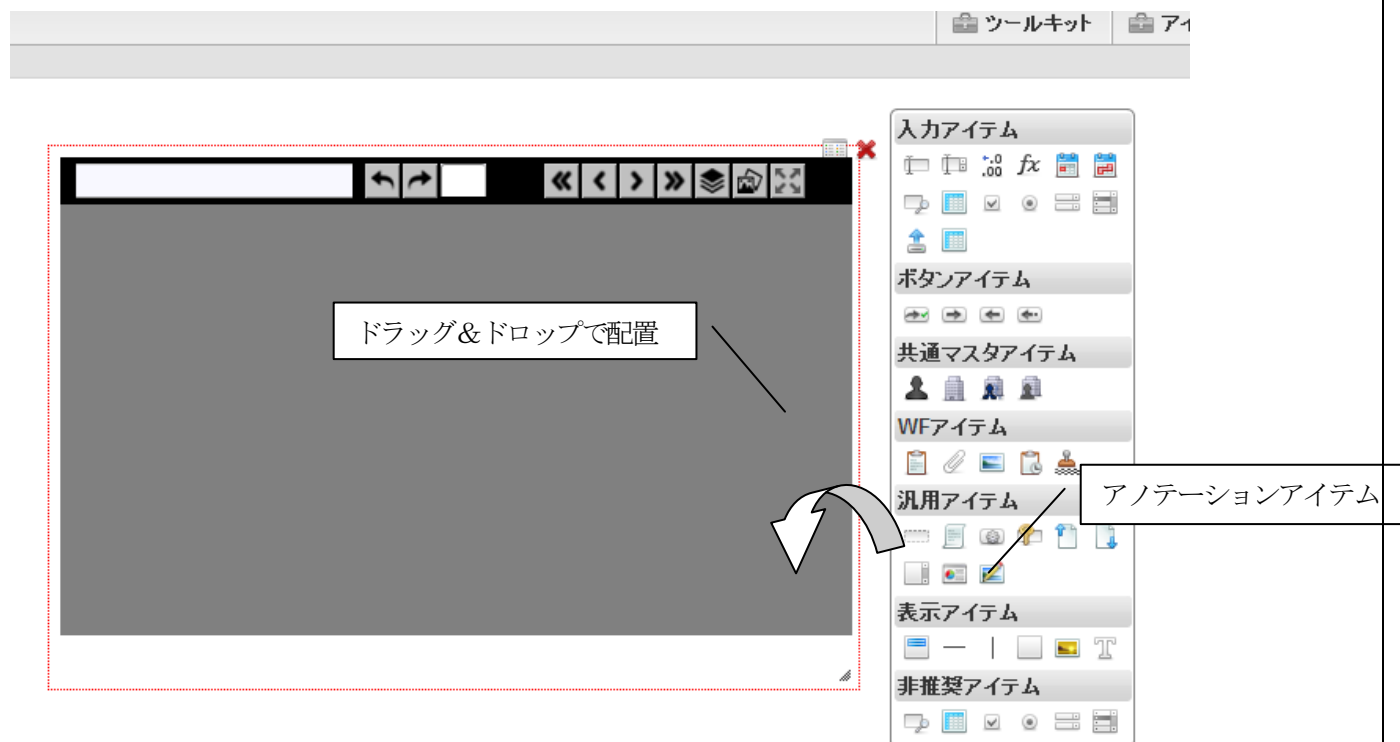 ツールキット
入力アイテム
ボタンアイテム
ドラッグ＆ドロップで配置
共通マスタアイテム
WFアイテム
アノテーションアイテム
汎用アイテム
表示アイテム
非推奨アイテム